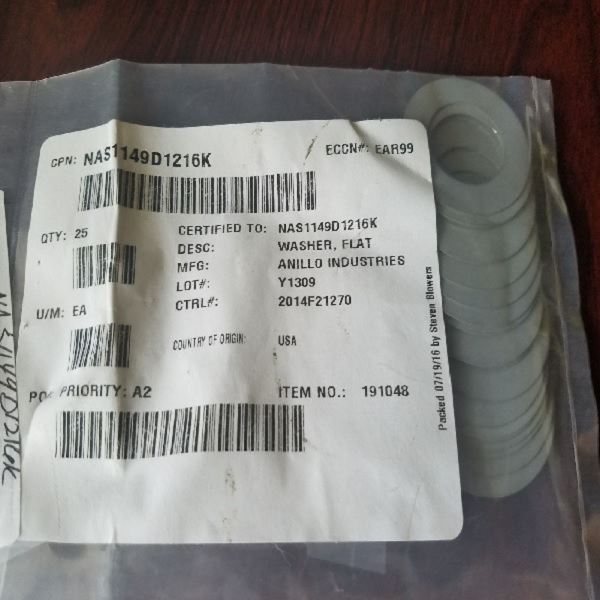 CPN: NAS1149D1216K
ECCN#: EAR99
QTY: 25
CERTIFIED TO: NAS1149D1216K
DESC: WASHER, FLAT
MFG: ANILLO INDUSTRIES
LOT#: Y1309
U/M: EA
CTRL#: 2014F21270
COUNTRY OF ORIGIN: USA
PRIORITY: A2
ITEM NO.: 191048
Packed 07/19/16 by Steven Blowers